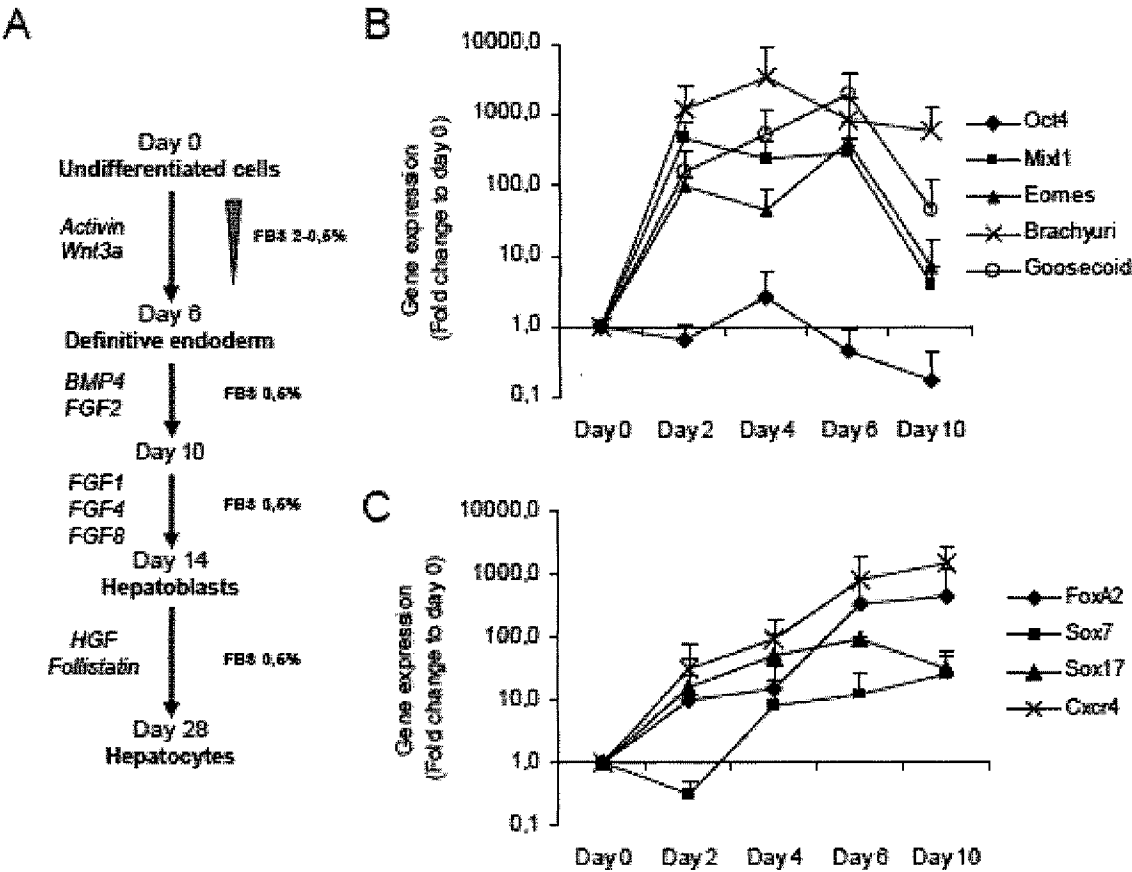 A
Day 0
Undifferentiated cells
Activin
Wnt3a
FBS 2-0,5%
Day 6
Definitive endoderm
BMP4
FGF2
FBS 0,5%
Day 10
FGF1
FGF4
FGF8
FBS 0,5%
Day 14
Hepatoblasts
HGF
Follistatin
FBS 0,5%
Day 28
Hepatocytes
B
Gene expression
(Fold change to day 0)
10000,0
1000,0
100,0
10,0
1,0
0,1
Day 0 Day 2 Day 4 Day 6 Day 10
Oct4
Mixl1
Eomes
Brachyuri
Goosecoid
C
Gene expression
(Fold change to day 0)
10000,0
1000,0
100,0
10,0
1,0
0,1
Day 0 Day 2 Day 4 Day 6 Day 10
FoxA2
Sox7
Sox17
Cxcr4